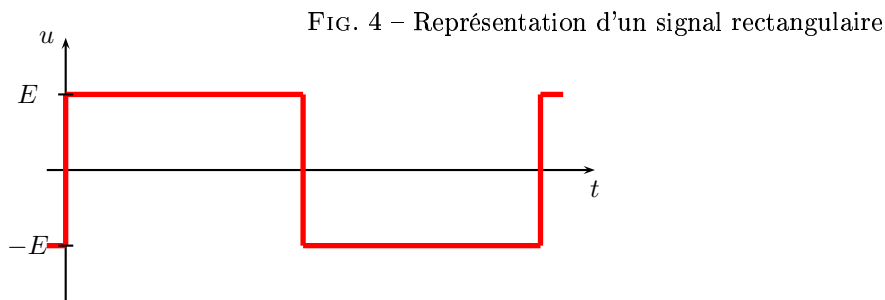 FIG. 4 – Représentation d'un signal rectangulaire
u
E
t
−E